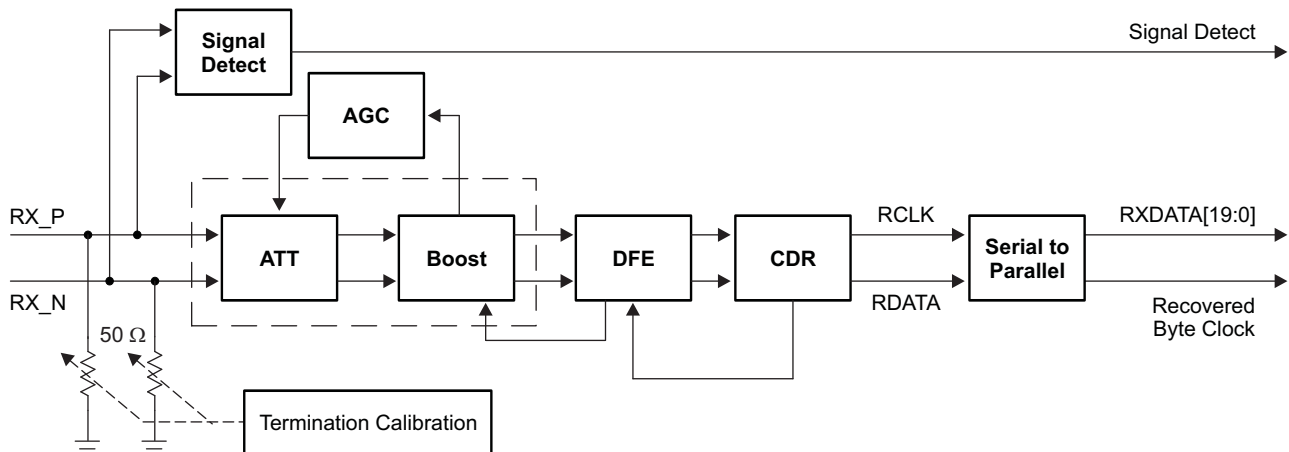 Signal
Detect
Signal Detect
AGC
RX_P
RX_N
ATT
Boost
DFE
CDR
RCLK
RDATA
Serial to
Parallel
RXDATA[19:0]
Recovered
Byte Clock
50 Ω
Termination Calibration